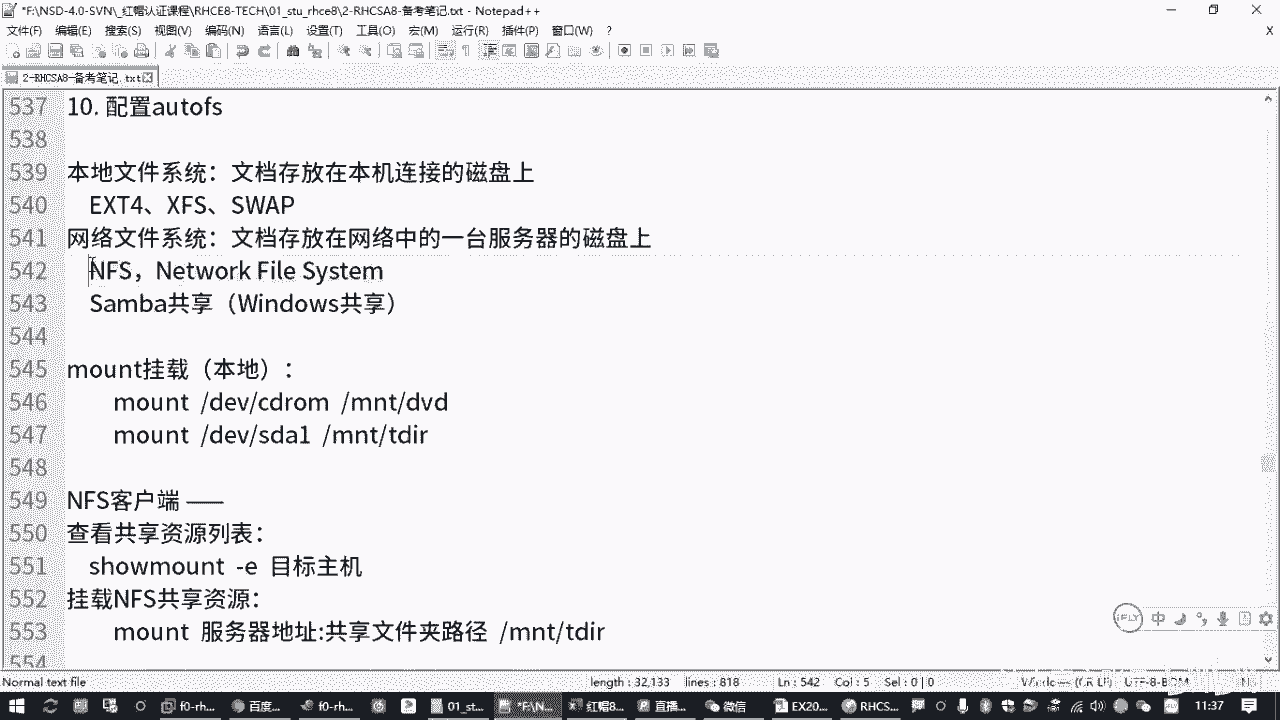 *F:\NSD-4.0-SVN\_红帽认证课程\RHCE8-TECH\01_stu_rhce8\2-RHCSA8-备考笔记.txt - Notepad++
文件(F) 编辑(E) 搜索(S) 视图(V) 编码(N) 语言(L) 设置(T) 工具(O) 宏(M) 运行(R) 插件(P) 窗口(W) ? X
2-RHCSA8-备考笔记.txt
537 10. 配置autofs
538
539 本地文件系统：文档存放在本机连接的磁盘上
540 EXT4、XFS、SWAP
541 网络文件系统：文档存放在网络中的一台服务器的磁盘上
542 NFS，Network File System
543 Samba共享（Windows共享）
544
545 mount挂载（本地）：
546 mount /dev/cdrom /mnt/dvd
547 mount /dev/sda1 /mnt/tdir
548
549 NFS客户端 ——
550 查看共享资源列表：
551 showmount -e 目标主机
552 挂载NFS共享资源：
553 mount 服务器地址:共享文件夹路径 /mnt/tdir
554
iFLY 中
Normal text file length : 32,133 lines : 818 Ln : 542 Col : 5 Sel : 0 | 0 UTF-8-BOM
f0-rh... 百度... f0-rh... 01_st... *F\N... 红帽8... 直播... 微信 EX20... RHCS... 11:37